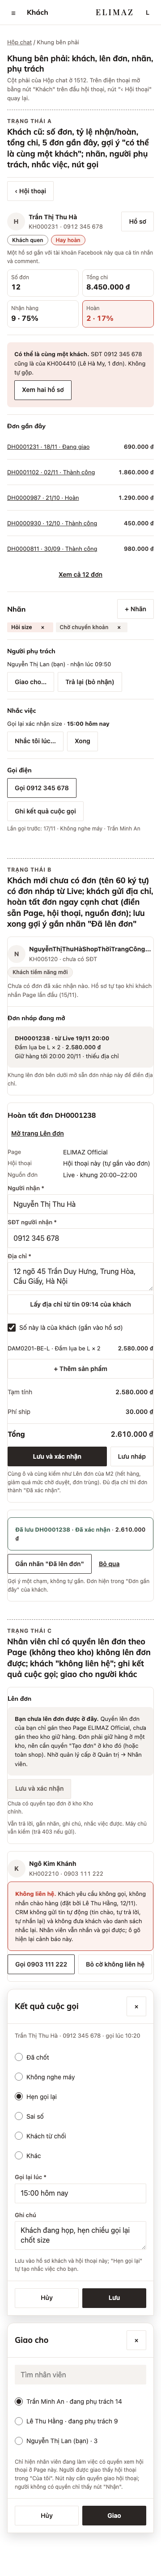 ≡ Khách ELIMAZ L
Hộp chat / Khung bên phải
Khung bên phải: khách, lên đơn, nhãn, phụ trách
Cột phải của Hộp chat ở 1512. Trên điện thoại mở bằng nút "Khách" trên đầu hội thoại, nút "‹ Hội thoại" quay lại.
TRẠNG THÁI A
Khách cũ: số đơn, tỷ lệ nhận/hoàn, tổng chi, 5 đơn gần đây, gợi ý "có thể là cùng một khách"; nhãn, người phụ trách, nhắc việc, nút gọi
‹ Hội thoại
H
Trần Thị Thu Hà
KH000231 · 0912 345 678
Hồ sơ
Khách quen
Hay hoàn
Một hồ sơ gắn với tài khoản Facebook này qua cả tin nhắn và comment.
Số đơn
12
Tổng chi
8.450.000 đ
Nhận hàng
9 · 75%
Hoàn
2 · 17%
Có thể là cùng một khách. SĐT 0912 345 678 cũng là của KH004410 (Lê Hà My, 1 đơn). Không tự gộp.
Xem hai hồ sơ
Đơn gần đây
DH0001231 · 18/11 · Đang giao 690.000 đ
DH0001102 · 02/11 · Thành công 1.860.000 đ
DH0000987 · 21/10 · Hoàn 1.290.000 đ
DH0000930 · 12/10 · Thành công 450.000 đ
DH0000811 · 30/09 · Thành công 980.000 đ
Xem cả 12 đơn
Nhãn
+ Nhãn
Hỏi size ×
Chờ chuyển khoản ×
Người phụ trách
Nguyễn Thị Lan (bạn) · nhận lúc 09:50
Giao cho...
Trả lại (bỏ nhận)
Nhắc việc
Gọi lại xác nhận size · 15:00 hôm nay
Nhắc tôi lúc...
Xong
Gọi điện
Gọi 0912 345 678
Ghi kết quả cuộc gọi
Lần gọi trước: 17/11 · Không nghe máy · Trần Minh An
TRẠNG THÁI B
Khách mới chưa có đơn (tên 60 ký tự) có đơn nháp từ Live; khách gửi địa chỉ, hoàn tất đơn ngay cạnh chat (điền sẵn Page, hội thoại, nguồn đơn); lưu xong gợi ý gắn nhãn "Đã lên đơn"
N
NguyễnThịThuHàShopThờiTrangCông...
KH005120 · chưa có SĐT
Khách tiềm năng mới
Chưa có đơn đã xác nhận nào. Hồ sơ tự tạo khi khách nhắn Page lần đầu (15/11).
Đơn nháp đang mở
DH0001238 · từ Live 19/11 20:00
Đầm lụa be L × 2 · 2.580.000 đ
Giữ hàng tới 20:00 20/11 · thiếu địa chỉ
Khung lên đơn bên dưới mở sẵn đơn nháp này để điền địa chỉ.
Hoàn tất đơn DH0001238
Mở trang Lên đơn
Page ELIMAZ Official
Hội thoại Hội thoại này (tự gắn vào đơn)
Nguồn đơn Live · khung 20:00–22:00
Người nhận *
Nguyễn Thị Thu Hà
SĐT người nhận *
0912 345 678
Địa chỉ *
12 ngõ 45 Trần Duy Hưng, Trung Hòa, Cầu Giấy, Hà Nội
Lấy địa chỉ từ tin 09:14 của khách
Số này là của khách (gắn vào hồ sơ)
DAM0201-BE-L · Đầm lụa be L × 2 2.580.000 đ
+ Thêm sản phẩm
Tạm tính 2.580.000 đ
Phí ship 30.000 đ
Tổng 2.610.000 đ
Lưu và xác nhận
Lưu nháp
Cùng ô và cùng kiểm như Lên đơn của M2 (hết hàng, giảm quá mức chờ duyệt, đơn trùng). Đủ địa chỉ thì đơn thành "Đã xác nhận".
Đã lưu DH0001238 · Đã xác nhận · 2.610.000 đ
Gắn nhãn "Đã lên đơn"
Bỏ qua
Gợi ý một chạm, không tự gắn. Đơn hiện trong "Đơn gần đây" của khách.
TRẠNG THÁI C
Nhân viên chỉ có quyền lên đơn theo Page (không theo kho) không lên đơn được; khách "không liên hệ"; ghi kết quả cuộc gọi; giao cho người khác
Lên đơn
Bạn chưa lên đơn được ở đây. Quyền lên đơn của bạn chỉ gắn theo Page ELIMAZ Official, chưa gắn theo kho giữ hàng. Đơn phải giữ hàng ở một kho, nên cần quyền "Tạo đơn" ở kho đó (hoặc toàn shop). Nhờ quản lý cấp ở Quản trị → Nhân viên.
Lưu và xác nhận
Chưa có quyền tạo đơn ở kho Kho chính.
Vẫn trả lời, gắn nhãn, ghi chú, nhắc việc được. Máy chủ vẫn kiểm (trả 403 nếu gửi).
K
Ngô Kim Khánh
KH002210 · 0903 111 222
Không liên hệ. Khách yêu cầu không gọi, không nhắn chào hàng (đặt bởi Lê Thu Hằng, 12/11). CRM không gửi tin tự động (tin chào, tự trả lời, tự nhắn lại) và không đưa khách vào danh sách nhắc lại. Nhân viên vẫn nhắn và gọi được; ô gõ hiện lại cảnh báo này.
Gọi 0903 111 222
Bỏ cờ không liên hệ
Kết quả cuộc gọi
×
Trần Thị Thu Hà · 0912 345 678 · gọi lúc 10:20
Đã chốt
Không nghe máy
Hẹn gọi lại
Sai số
Khách từ chối
Khác
Gọi lại lúc *
15:00 hôm nay
Ghi chú
Khách đang họp, hẹn chiều gọi lại chốt size
Lưu vào hồ sơ khách và hội thoại này; "Hẹn gọi lại" tự tạo nhắc việc cho bạn.
Hủy
Lưu
Giao cho
×
Tìm nhân viên
Trần Minh An · đang phụ trách 14
Lê Thu Hằng · đang phụ trách 9
Nguyễn Thị Lan (bạn) · 3
Chỉ hiện nhân viên đang làm việc có quyền xem hội thoại ở Page này. Người được giao thấy hội thoại trong "Của tôi". Nút này cần quyền giao hội thoại; người không có quyền chỉ thấy nút "Nhận".
Hủy
Giao